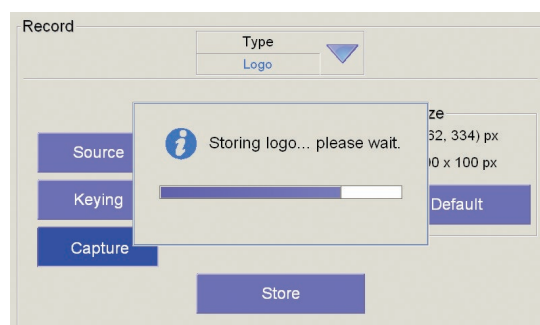 Record
Type
Logo
ze
62, 334) px
00 x 100 px
Storing logo... please wait.
Source
Keying
Capture
Default
Store